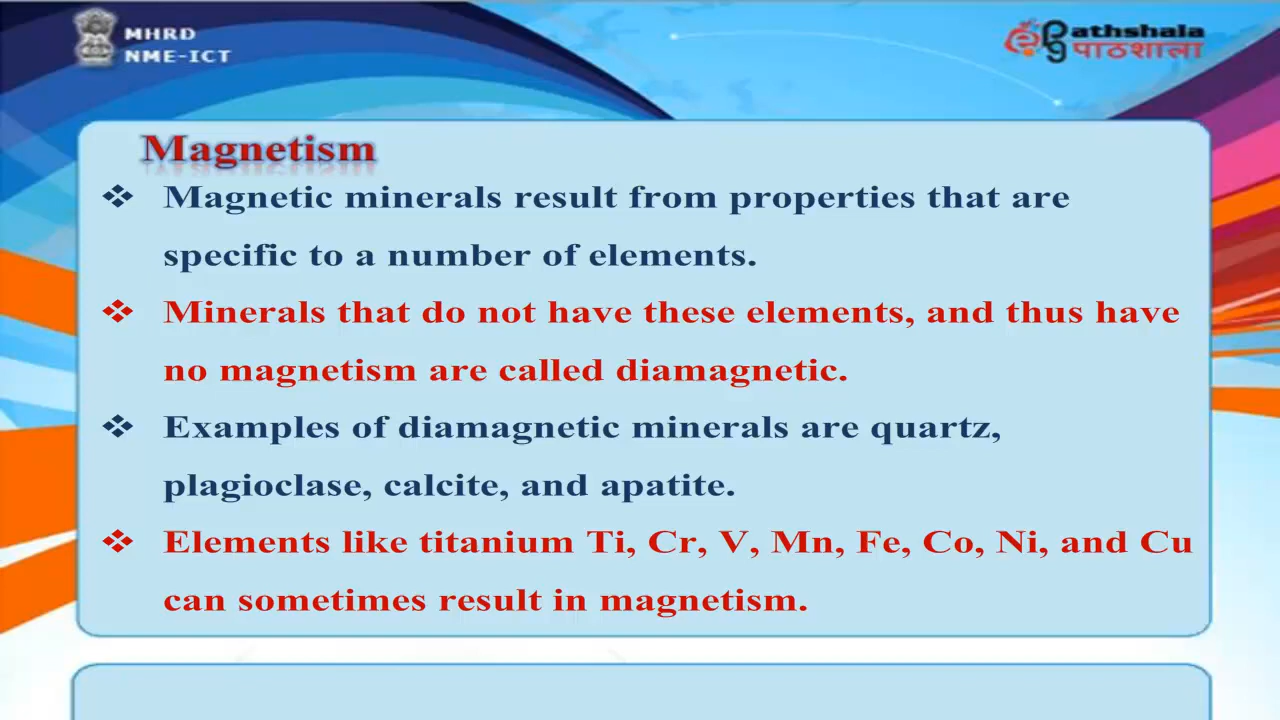 MHRD
NME-ICT
athshala
पाठशाला
Magnetism
❖ Magnetic minerals result from properties that are
specific to a number of elements.
❖ Minerals that do not have these elements, and thus have
no magnetism are called diamagnetic.
❖ Examples of diamagnetic minerals are quartz,
plagioclase, calcite, and apatite.
❖ Elements like titanium Ti, Cr, V, Mn, Fe, Co, Ni, and Cu
can sometimes result in magnetism.